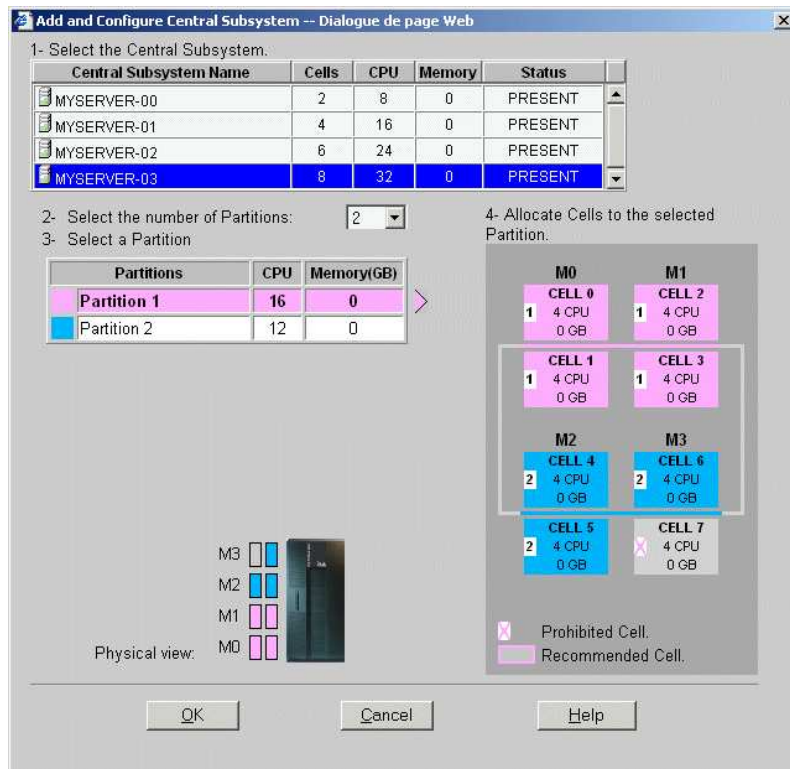 Add and Configure Central Subsystem -- Dialogue de page Web
1- Select the Central Subsystem.
Central Subsystem Name Cells CPU Memory Status
MYSERVER-00 2 8 0 PRESENT
MYSERVER-01 4 16 0 PRESENT
MYSERVER-02 6 24 0 PRESENT
MYSERVER-03 8 32 0 PRESENT
2- Select the number of Partitions: 2
3- Select a Partition
Partitions CPU Memory(GB)
Partition 1 16 0
Partition 2 12 0
4- Allocate Cells to the selected
Partition.
M0 M1
CELL 0 CELL 2
1 4 CPU 1 4 CPU
0 GB 0 GB
CELL 1 CELL 3
1 4 CPU 1 4 CPU
0 GB 0 GB
M2 M3
CELL 4 CELL 6
2 4 CPU 2 4 CPU
0 GB 0 GB
CELL 5 CELL 7
2 4 CPU 4 CPU
0 GB 0 GB
Prohibited Cell.
Recommended Cell.
M3
M2
M1
Physical view: M0
OK Cancel Help